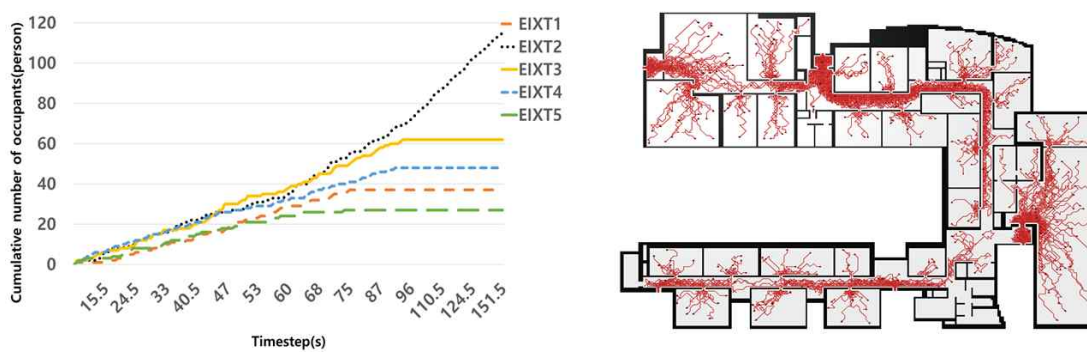 120
100
80
60
40
20
0
Cumulative number of occupants(person)
EIXT1
EIXT2
EIXT3
EIXT4
EIXT5
15.5 24.5 33 40.5 47 53 60 68 75 87 96 110.5 124.5 151.5
Timestep(s)